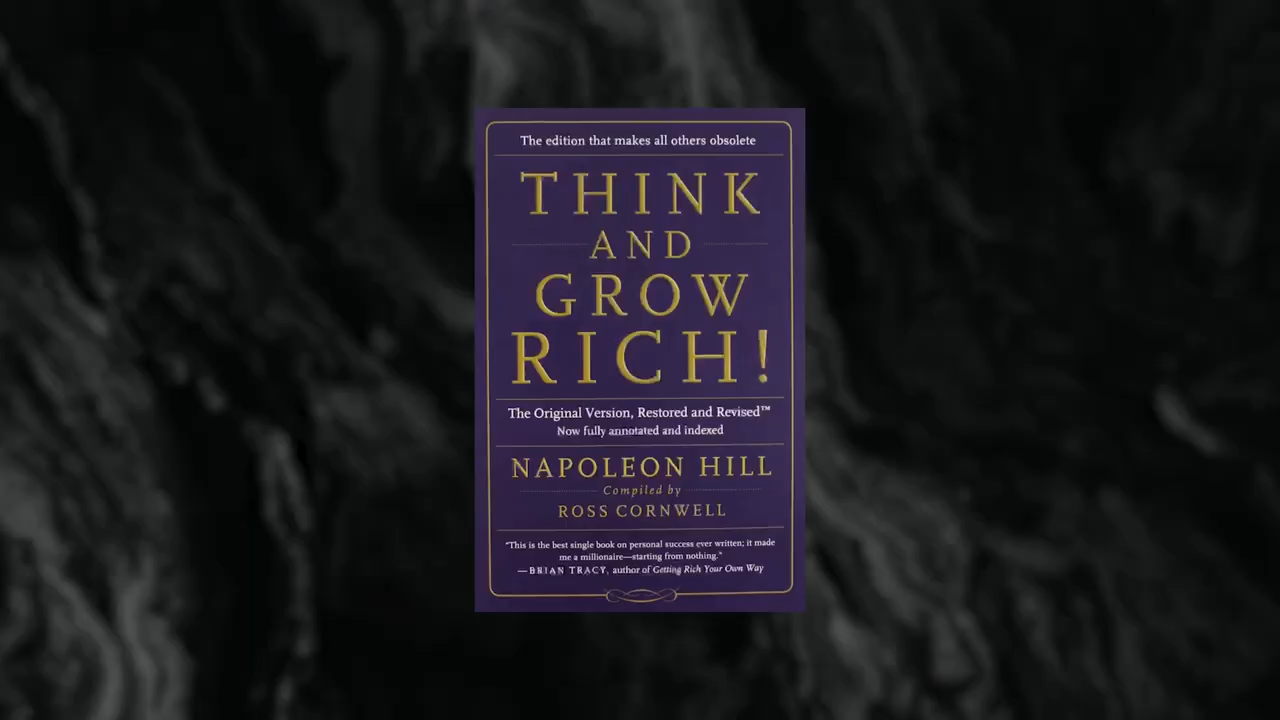 The edition that makes all others obsolete
THINK
AND
GROW
RICH!
The Original Version, Restored and Revised™
Now fully annotated and indexed
NAPOLEON HILL
Compiled by
ROSS CORNWELL
"This is the best single book on personal success ever written; it made
me a millionaire—starting from nothing."
—BRIAN TRACY, author of Getting Rich Your Own Way